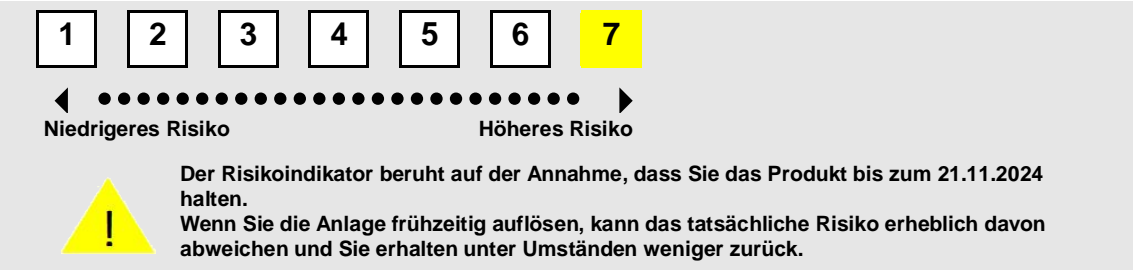 1 2 3 4 5 6 7
Niedrigeres Risiko Höheres Risiko
Der Risikoindikator beruht auf der Annahme, dass Sie das Produkt bis zum 21.11.2024
halten.
Wenn Sie die Anlage frühzeitig auflösen, kann das tatsächliche Risiko erheblich davon
abweichen und Sie erhalten unter Umständen weniger zurück.
!